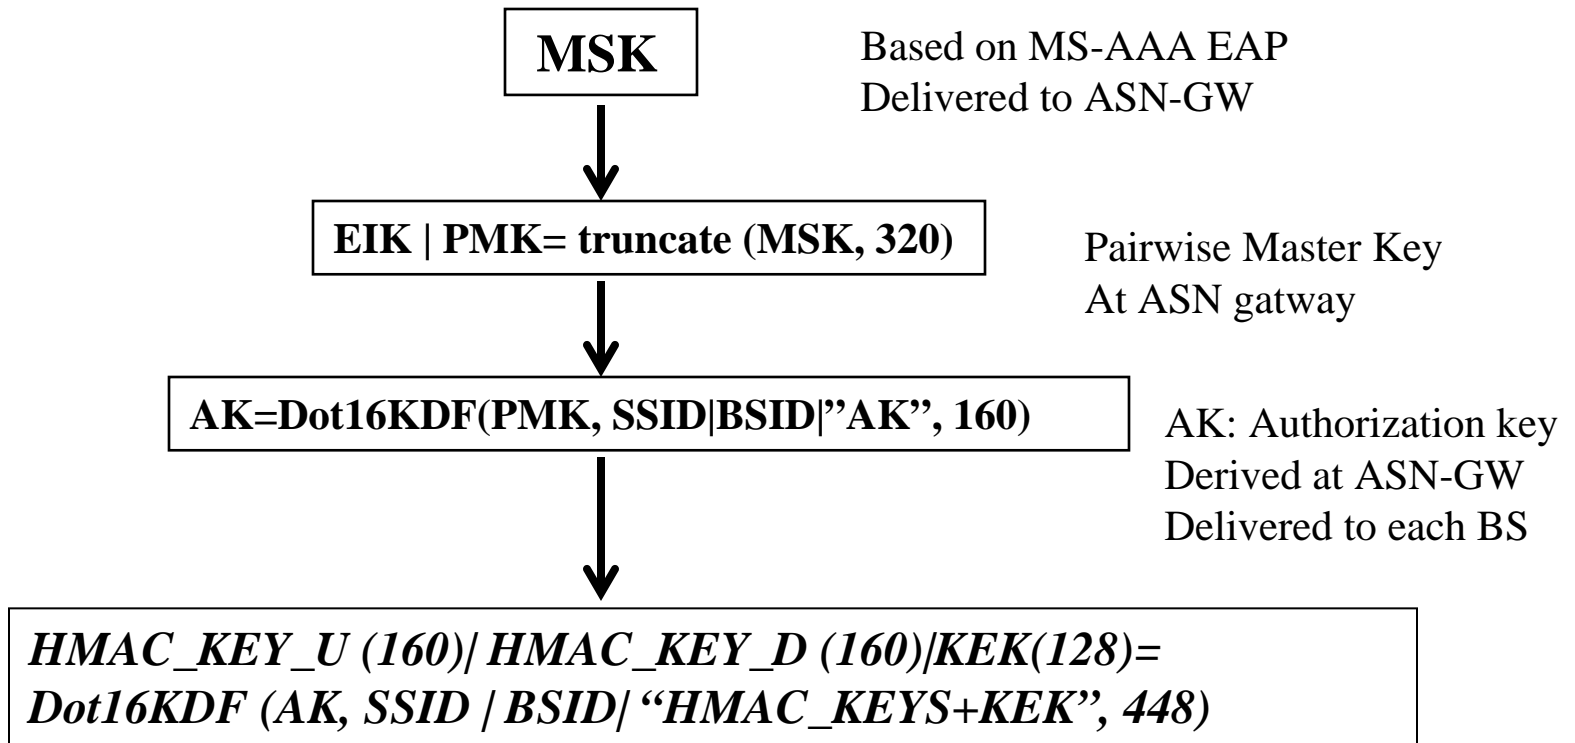 MSK
Based on MS-AAA EAP
Delivered to ASN-GW
EIK | PMK= truncate (MSK, 320)
Pairwise Master Key
At ASN gatway
AK=Dot16KDF(PMK, SSID|BSID|”AK”, 160)
AK: Authorization key
Derived at ASN-GW
Delivered to each BS
HMAC_KEY_U (160)| HMAC_KEY_D (160)|KEK(128)=
Dot16KDF (AK, SSID | BSID| “HMAC_KEYS+KEK”, 448)